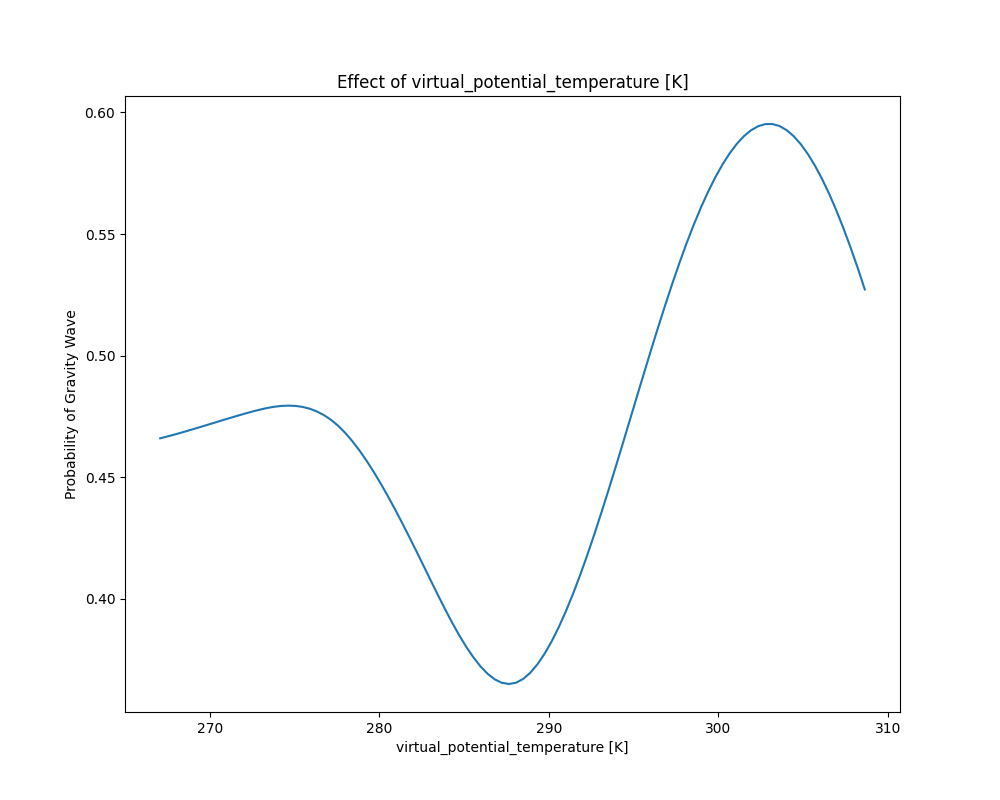 Effect of virtual_potential_temperature [K]
0.60
0.55
0.50
0.45
0.40
Probability of Gravity Wave
270 280 290 300 310
virtual_potential_temperature [K]